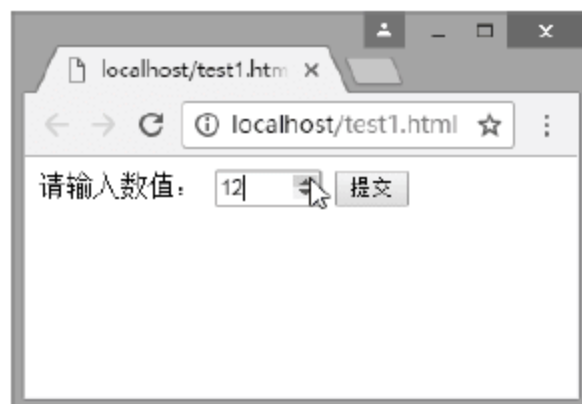 localhost/test1.htm
localhost/test1.html
请输入数值： 12 提交